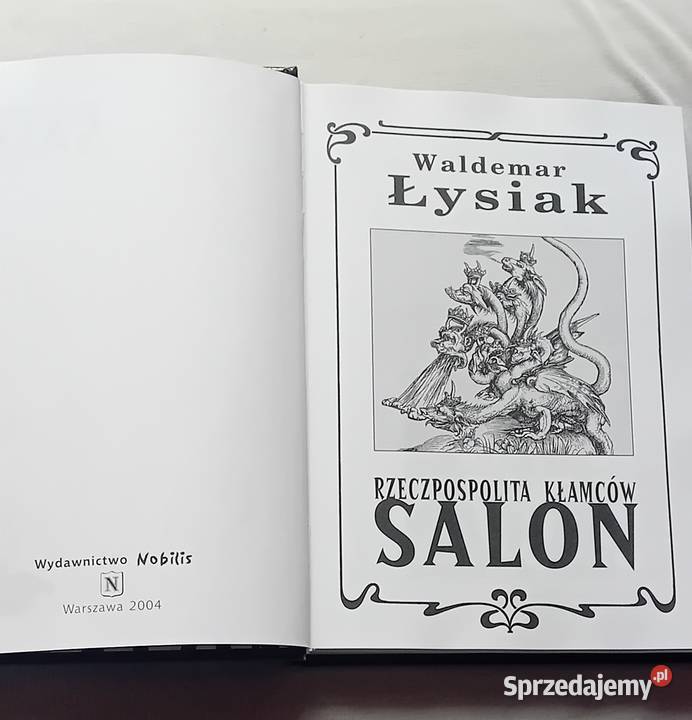 Wydawnictwo Nobilis
N
Warszawa 2004
Waldemar
Łysiak
RZECZPOSPOLITA KŁAMCÓW
SALON
Sprzedajemy.pl